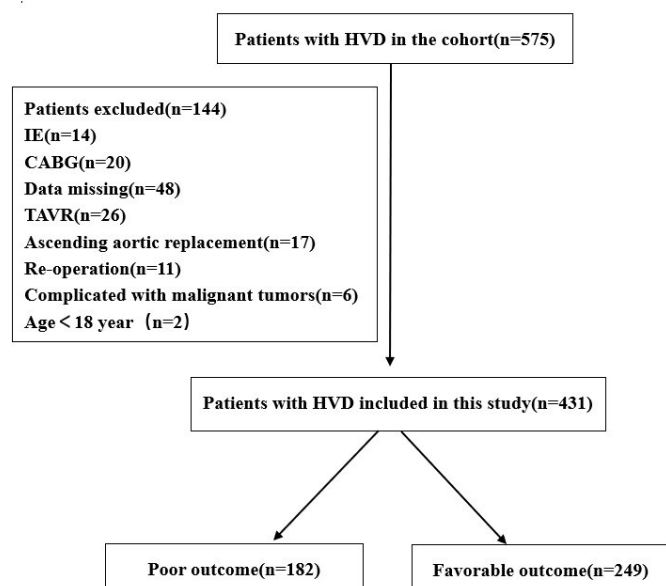 Patients with HVD in the cohort(n=575)
Patients excluded(n=144)
IE(n=14)
CABG(n=20)
Data missing(n=48)
TAVR(n=26)
Ascending aortic replacement(n=17)
Re-operation(n=11)
Complicated with malignant tumors(n=6)
Age＜18 year（n=2）
Patients with HVD included in this study(n=431)
Poor outcome(n=182)
Favorable outcome(n=249)